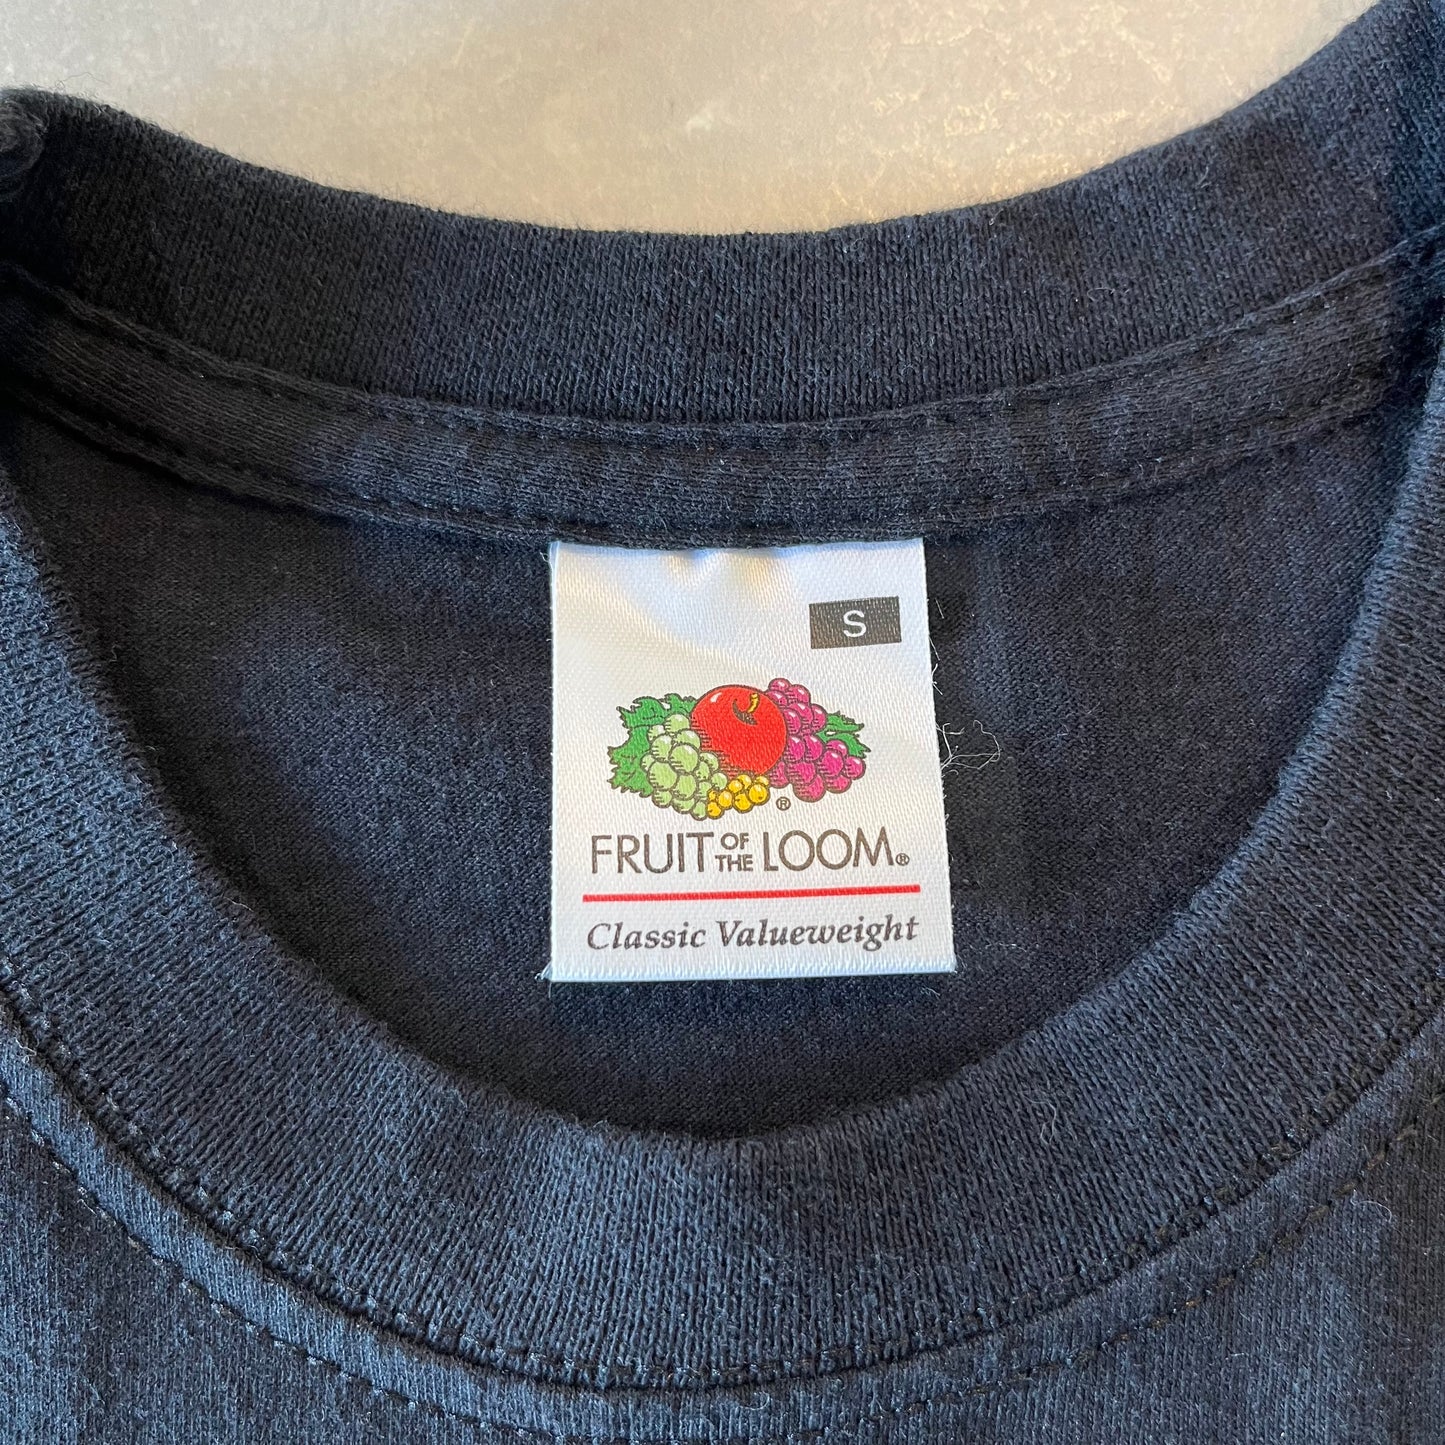 S
®
FRUIT OF THE LOOM®
Classic Valueweight